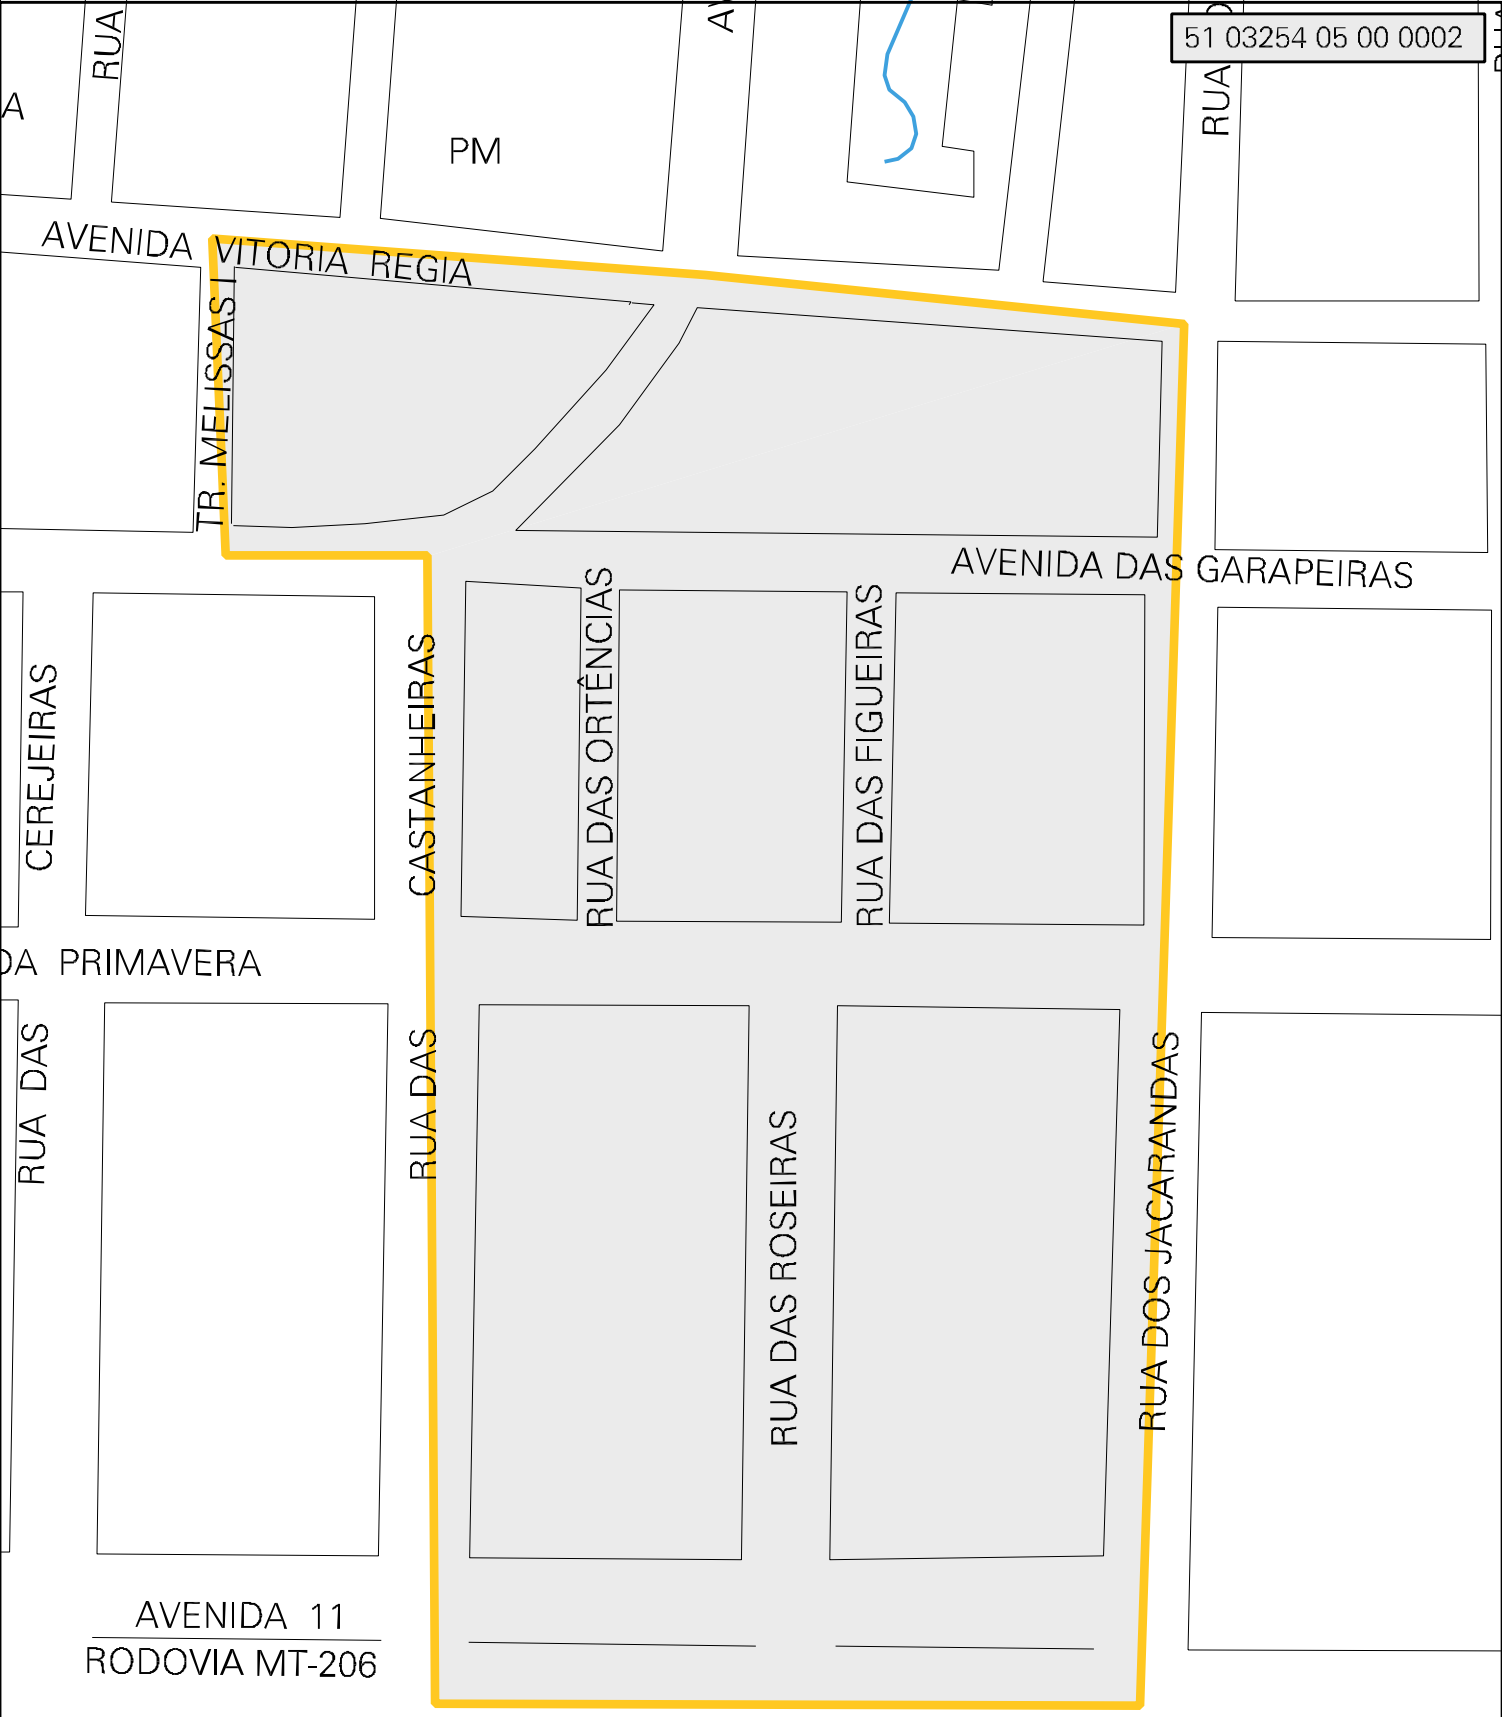 51 03254 05 00 0002
RUA
RUA
PM
AVENIDA VITORIA REGIA
TR. MELISSAS I
AVENIDA DAS GARAPEIRAS
CEREJEIRAS
CASTANHEIRAS
RUA DAS ORTÊNCIAS
RUA DAS FIGUEIRAS
PRIMAVERA
RUA DAS
RUA DAS
RUA DAS ROSEIRAS
RUA DOS JACARANDAS
AVENIDA 11
RODOVIA MT-206